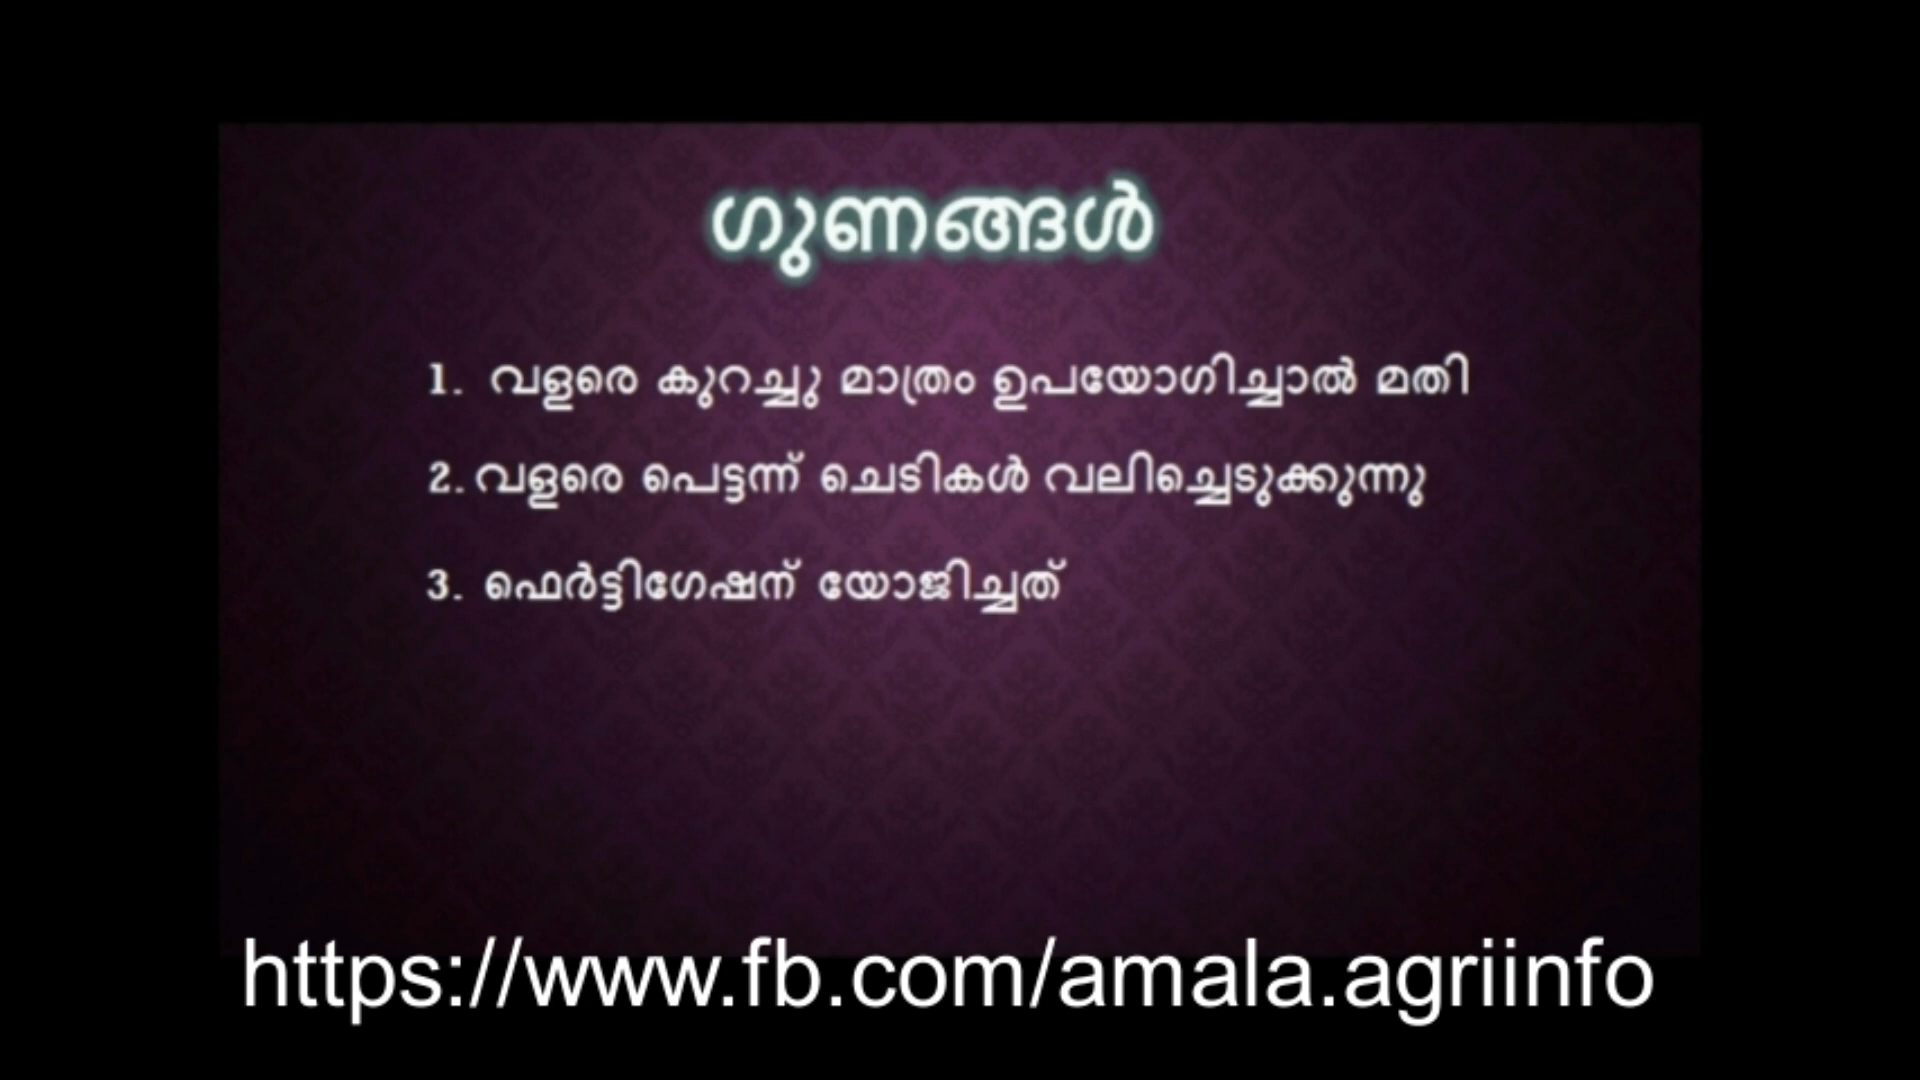 ഗുണങ്ങൾ
1. വളരെ കുറച്ചു മാത്രം ഉപയോഗിച്ചാൽ മതി
2. വളരെ പെട്ടന്ന് ചെടികൾ വലിച്ചെടുക്കുന്നു
3. ഫെർട്ടിഗേഷന് യോജിച്ചത്
https://www.fb.com/amala.agriinfo